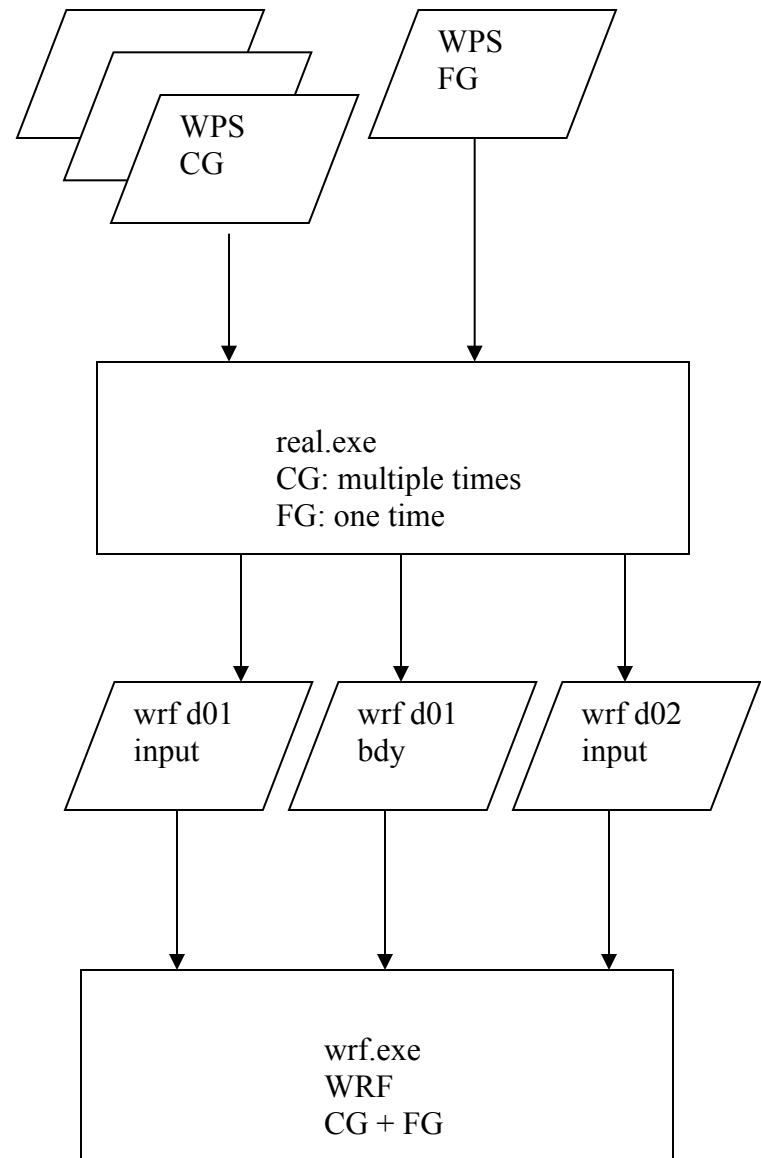 WPS
CG
WPS
FG
real.exe
CG: multiple times
FG: one time
wrf d01
input
wrf d01
bdy
wrf d02
input
wrf.exe
WRF
CG + FG